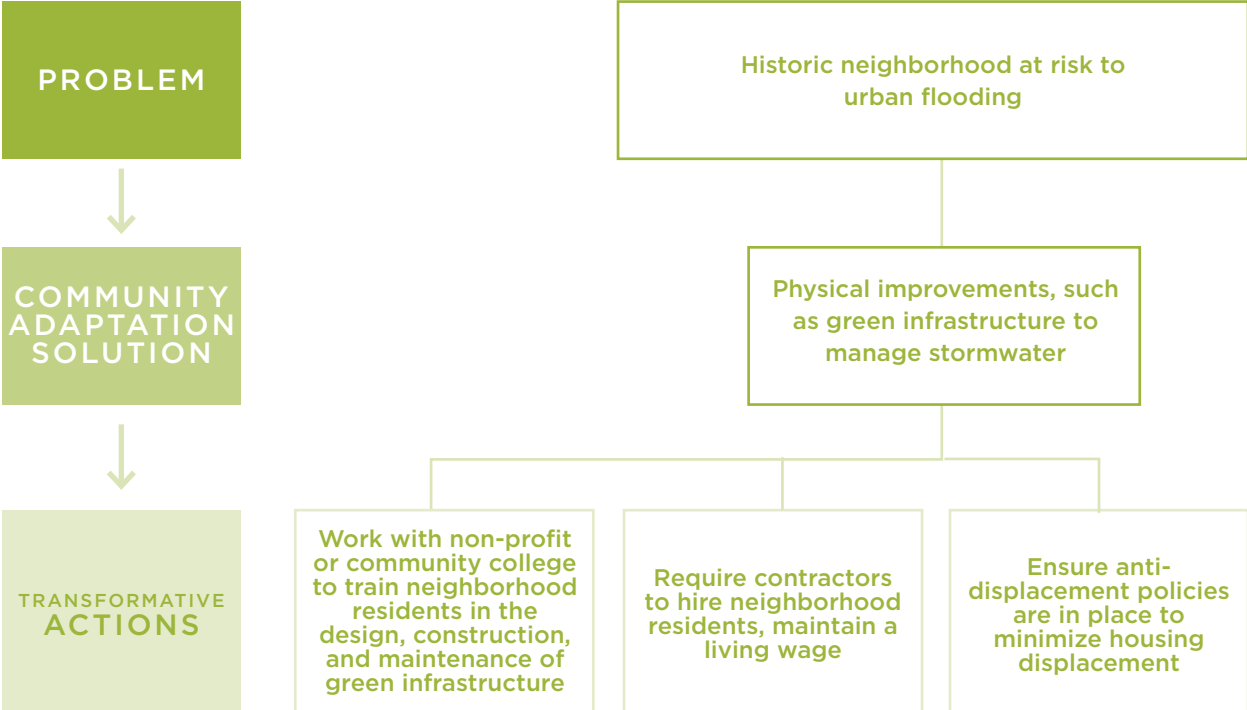 PROBLEM
Historic neighborhood at risk to
urban flooding
COMMUNITY
ADAPTATION
SOLUTION
Physical improvements, such
as green infrastructure to
manage stormwater
TRANSFORMATIVE
ACTIONS
Work with non-profit
or community college
to train neighborhood
residents in the
design, construction,
and maintenance of
green infrastructure
Require contractors
to hire neighborhood
residents, maintain a
living wage
Ensure anti-
displacement policies
are in place to
minimize housing
displacement